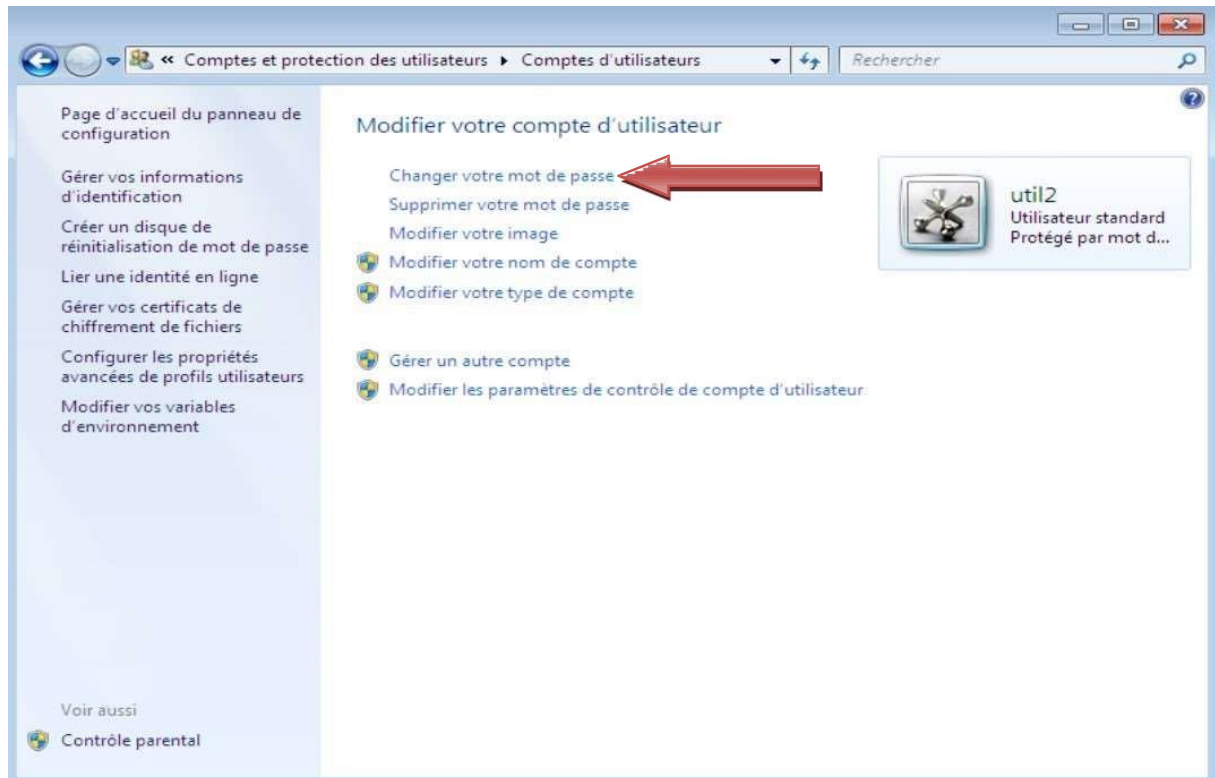 « Comptes et protection des utilisateurs ▸ Comptes d'utilisateurs
Rechercher
Page d'accueil du panneau de
configuration
Gérer vos informations
d'identification
Créer un disque de
réinitialisation de mot de passe
Lier une identité en ligne
Gérer vos certificats de
chiffrement de fichiers
Configurer les propriétés
avancées de profils utilisateurs
Modifier vos variables
d'environnement
Voir aussi
Contrôle parental
Modifier votre compte d'utilisateur
Changer votre mot de passe
Supprimer votre mot de passe
Modifier votre image
Modifier votre nom de compte
Modifier votre type de compte
Gérer un autre compte
Modifier les paramètres de contrôle de compte d'utilisateur
util2
Utilisateur standard
Protégé par mot d...